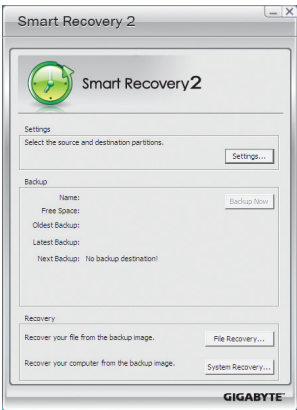 Smart Recovery 2
Smart Recovery2
Settings
Select the source and destination partitions.
Settings...
Backup
Name:
Backup Now
Free Space:
Oldest Backup:
Latest Backup:
Next Backup: No backup destination!
Recovery
Recover your file from the backup image.
File Recovery...
Recover your computer from the backup image.
System Recovery...
GIGABYTE™